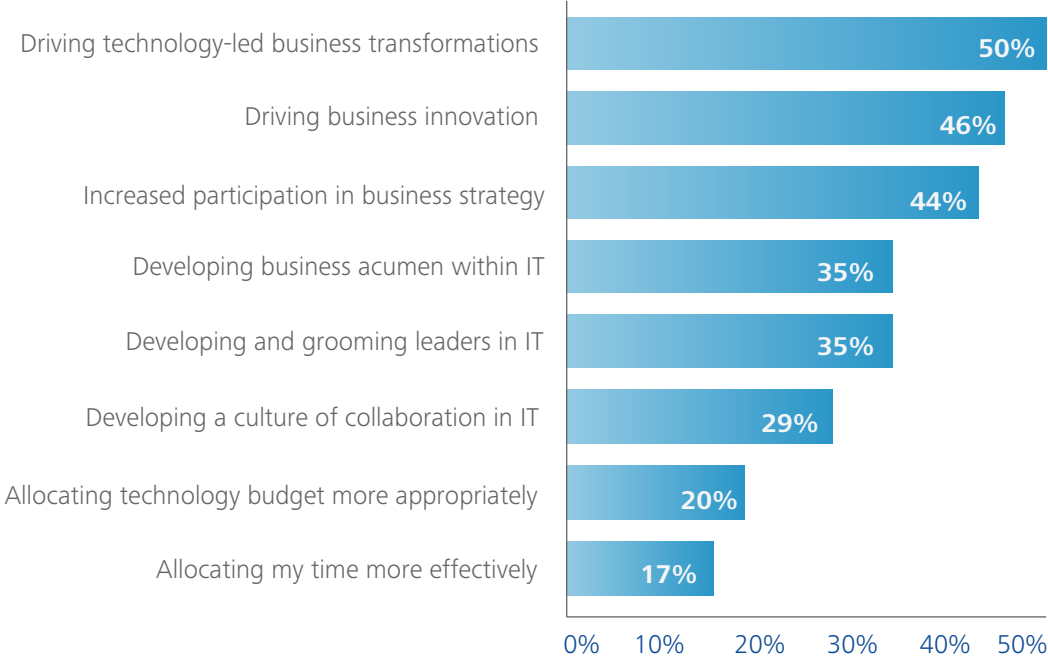 Driving technology-led business transformations 50%
Driving business innovation 46%
Increased participation in business strategy 44%
Developing business acumen within IT 35%
Developing and grooming leaders in IT 35%
Developing a culture of collaboration in IT 29%
Allocating technology budget more appropriately 20%
Allocating my time more effectively 17%
0% 10% 20% 30% 40% 50%